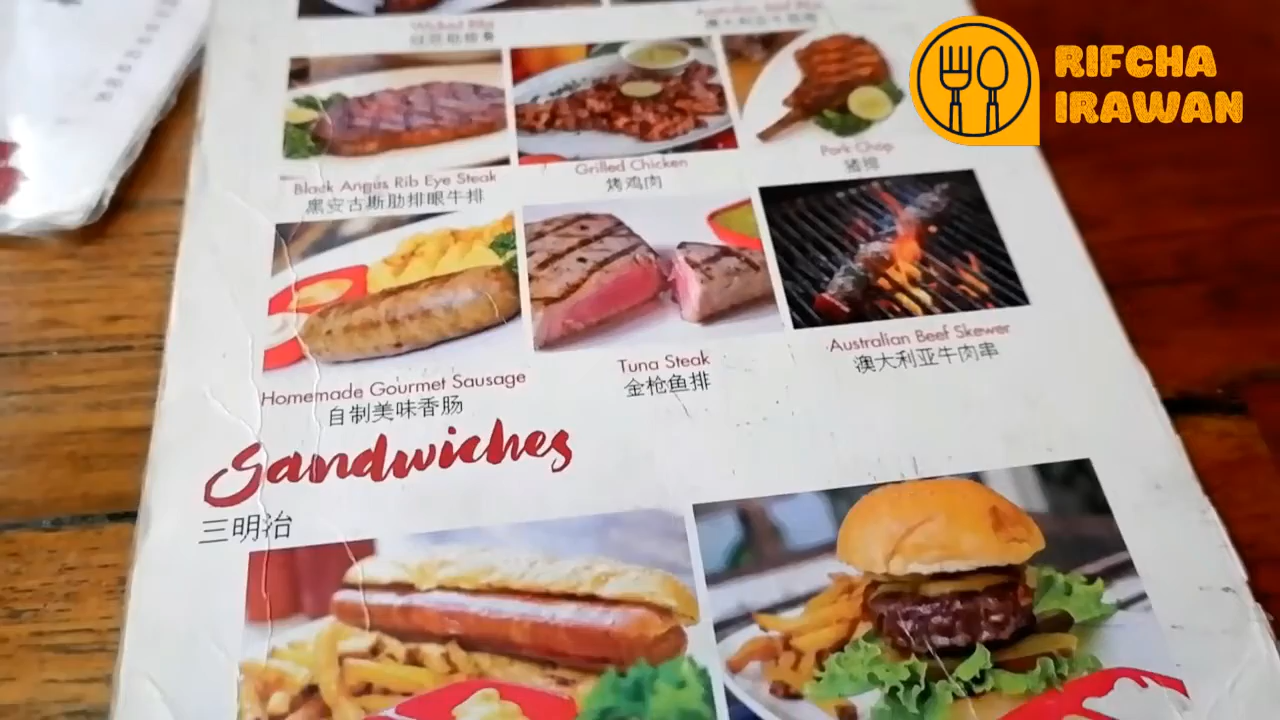 Wicked Ribs
RIFCHA
IRAWAN
Black Angus Rib Eye Steak
黑安古斯肋排眼牛排
Grilled Chicken
烤鸡肉
Pork Chop
猪排
Homemade Gourmet Sausage
自制美味香肠
Tuna Steak
金枪鱼排
Australian Beef Skewer
澳大利亚牛肉串
Sandwiches
三明治